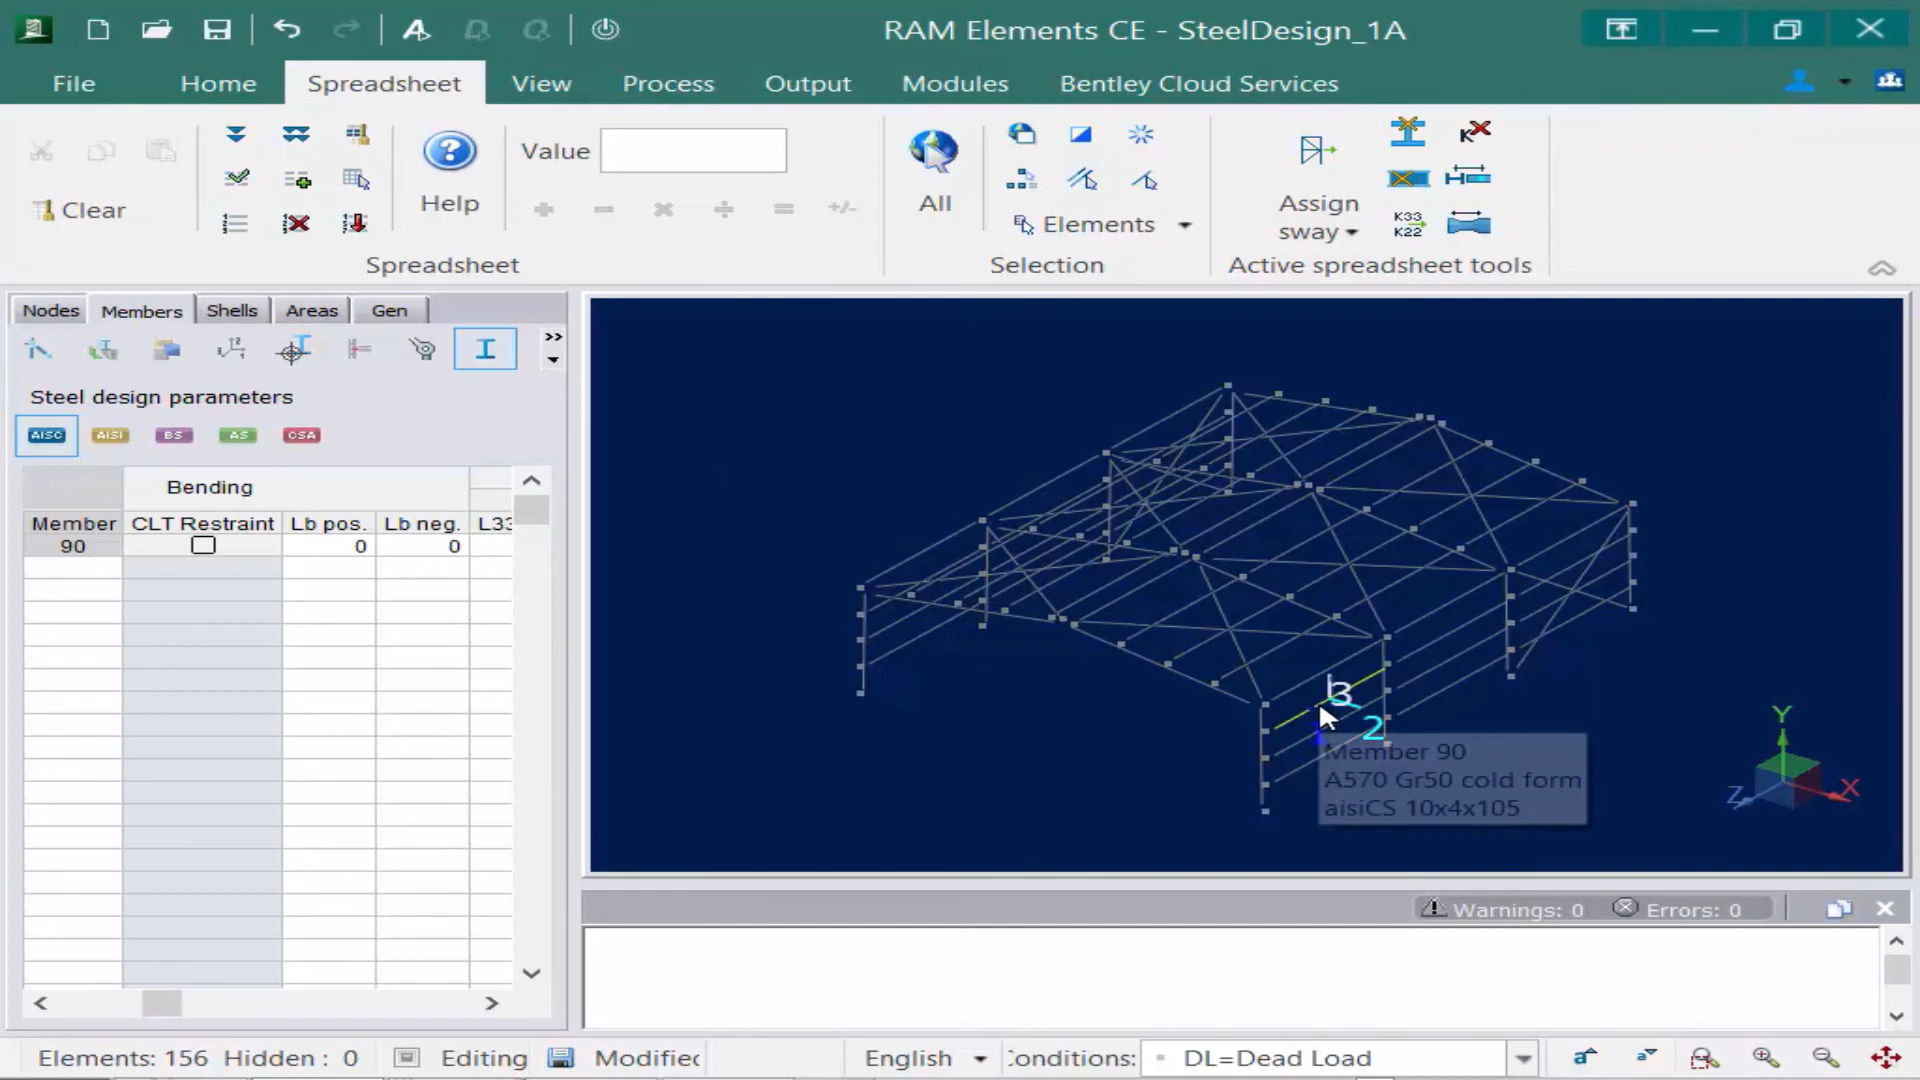 RAM Elements CE - SteelDesign_1A
File Home Spreadsheet View Process Output Modules Bentley Cloud Services
Clear
Help
Value
Spreadsheet
All
Elements
Selection
K
Assign
sway
K33
K22
Active spreadsheet tools
Nodes Members Shells Areas Gen
Steel design parameters
AISC AISI BS AS CSA
Bending
Member CLT Restraint Lb pos. Lb neg. L33
90 0 0
3
2
Member 90
A570 Gr50 cold form
aisiCS 10x4x105
Y
X
Z
Warnings: 0 Errors: 0
Elements: 156 Hidden : 0 Editing Modified English Conditions: DL=Dead Load